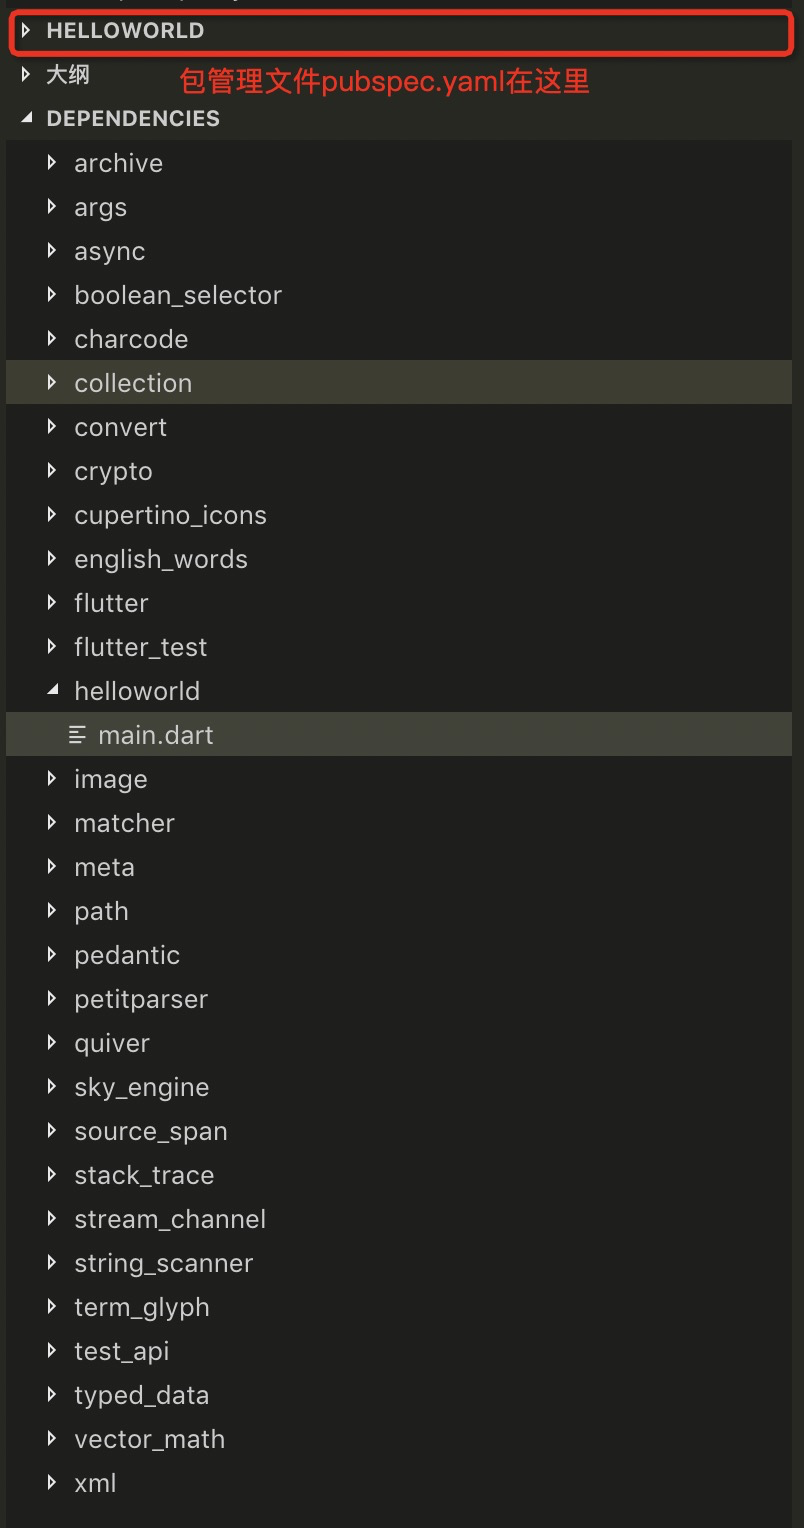 HELLOWORLD
大纲
包管理文件pubspec.yaml在这里
DEPENDENCIES
archive
args
async
boolean_selector
charcode
collection
convert
crypto
cupertino_icons
english_words
flutter
flutter_test
helloworld
main.dart
image
matcher
meta
path
pedantic
petitparser
quiver
sky_engine
source_span
stack_trace
stream_channel
string_scanner
term_glyph
test_api
typed_data
vector_math
xml